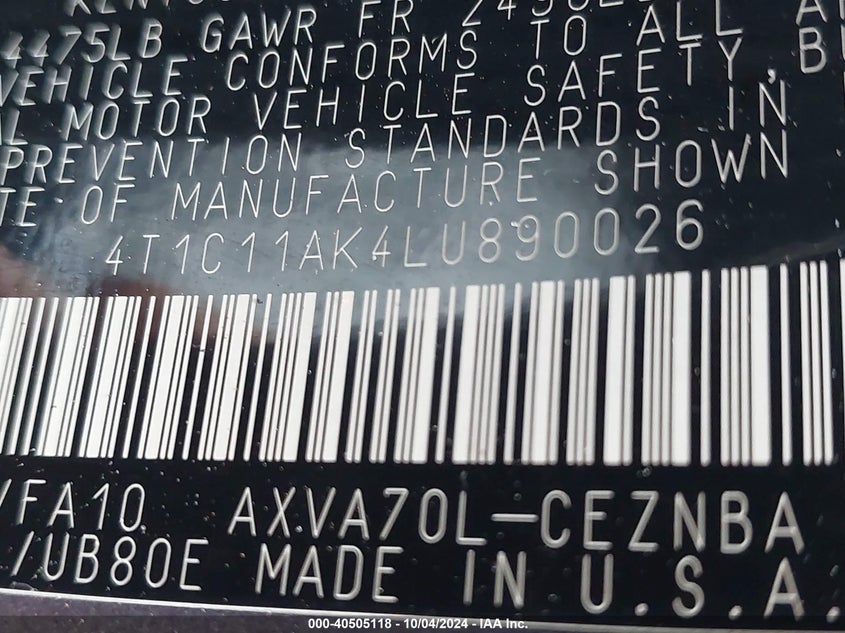 4475LB GAWR FR
VEHICLE CONFORMS TO ALL
MOTOR VEHICLE SAFETY, B
PREVENTION STANDARDS IN
TE OF MANUFACTURE SHOWN
4T1C11AK4LU890026
/FA10 AXVA70L-CEZNBA
/UB80E MADE IN U.S.A.
000-40505118 - 10/04/2024 - IAA Inc.